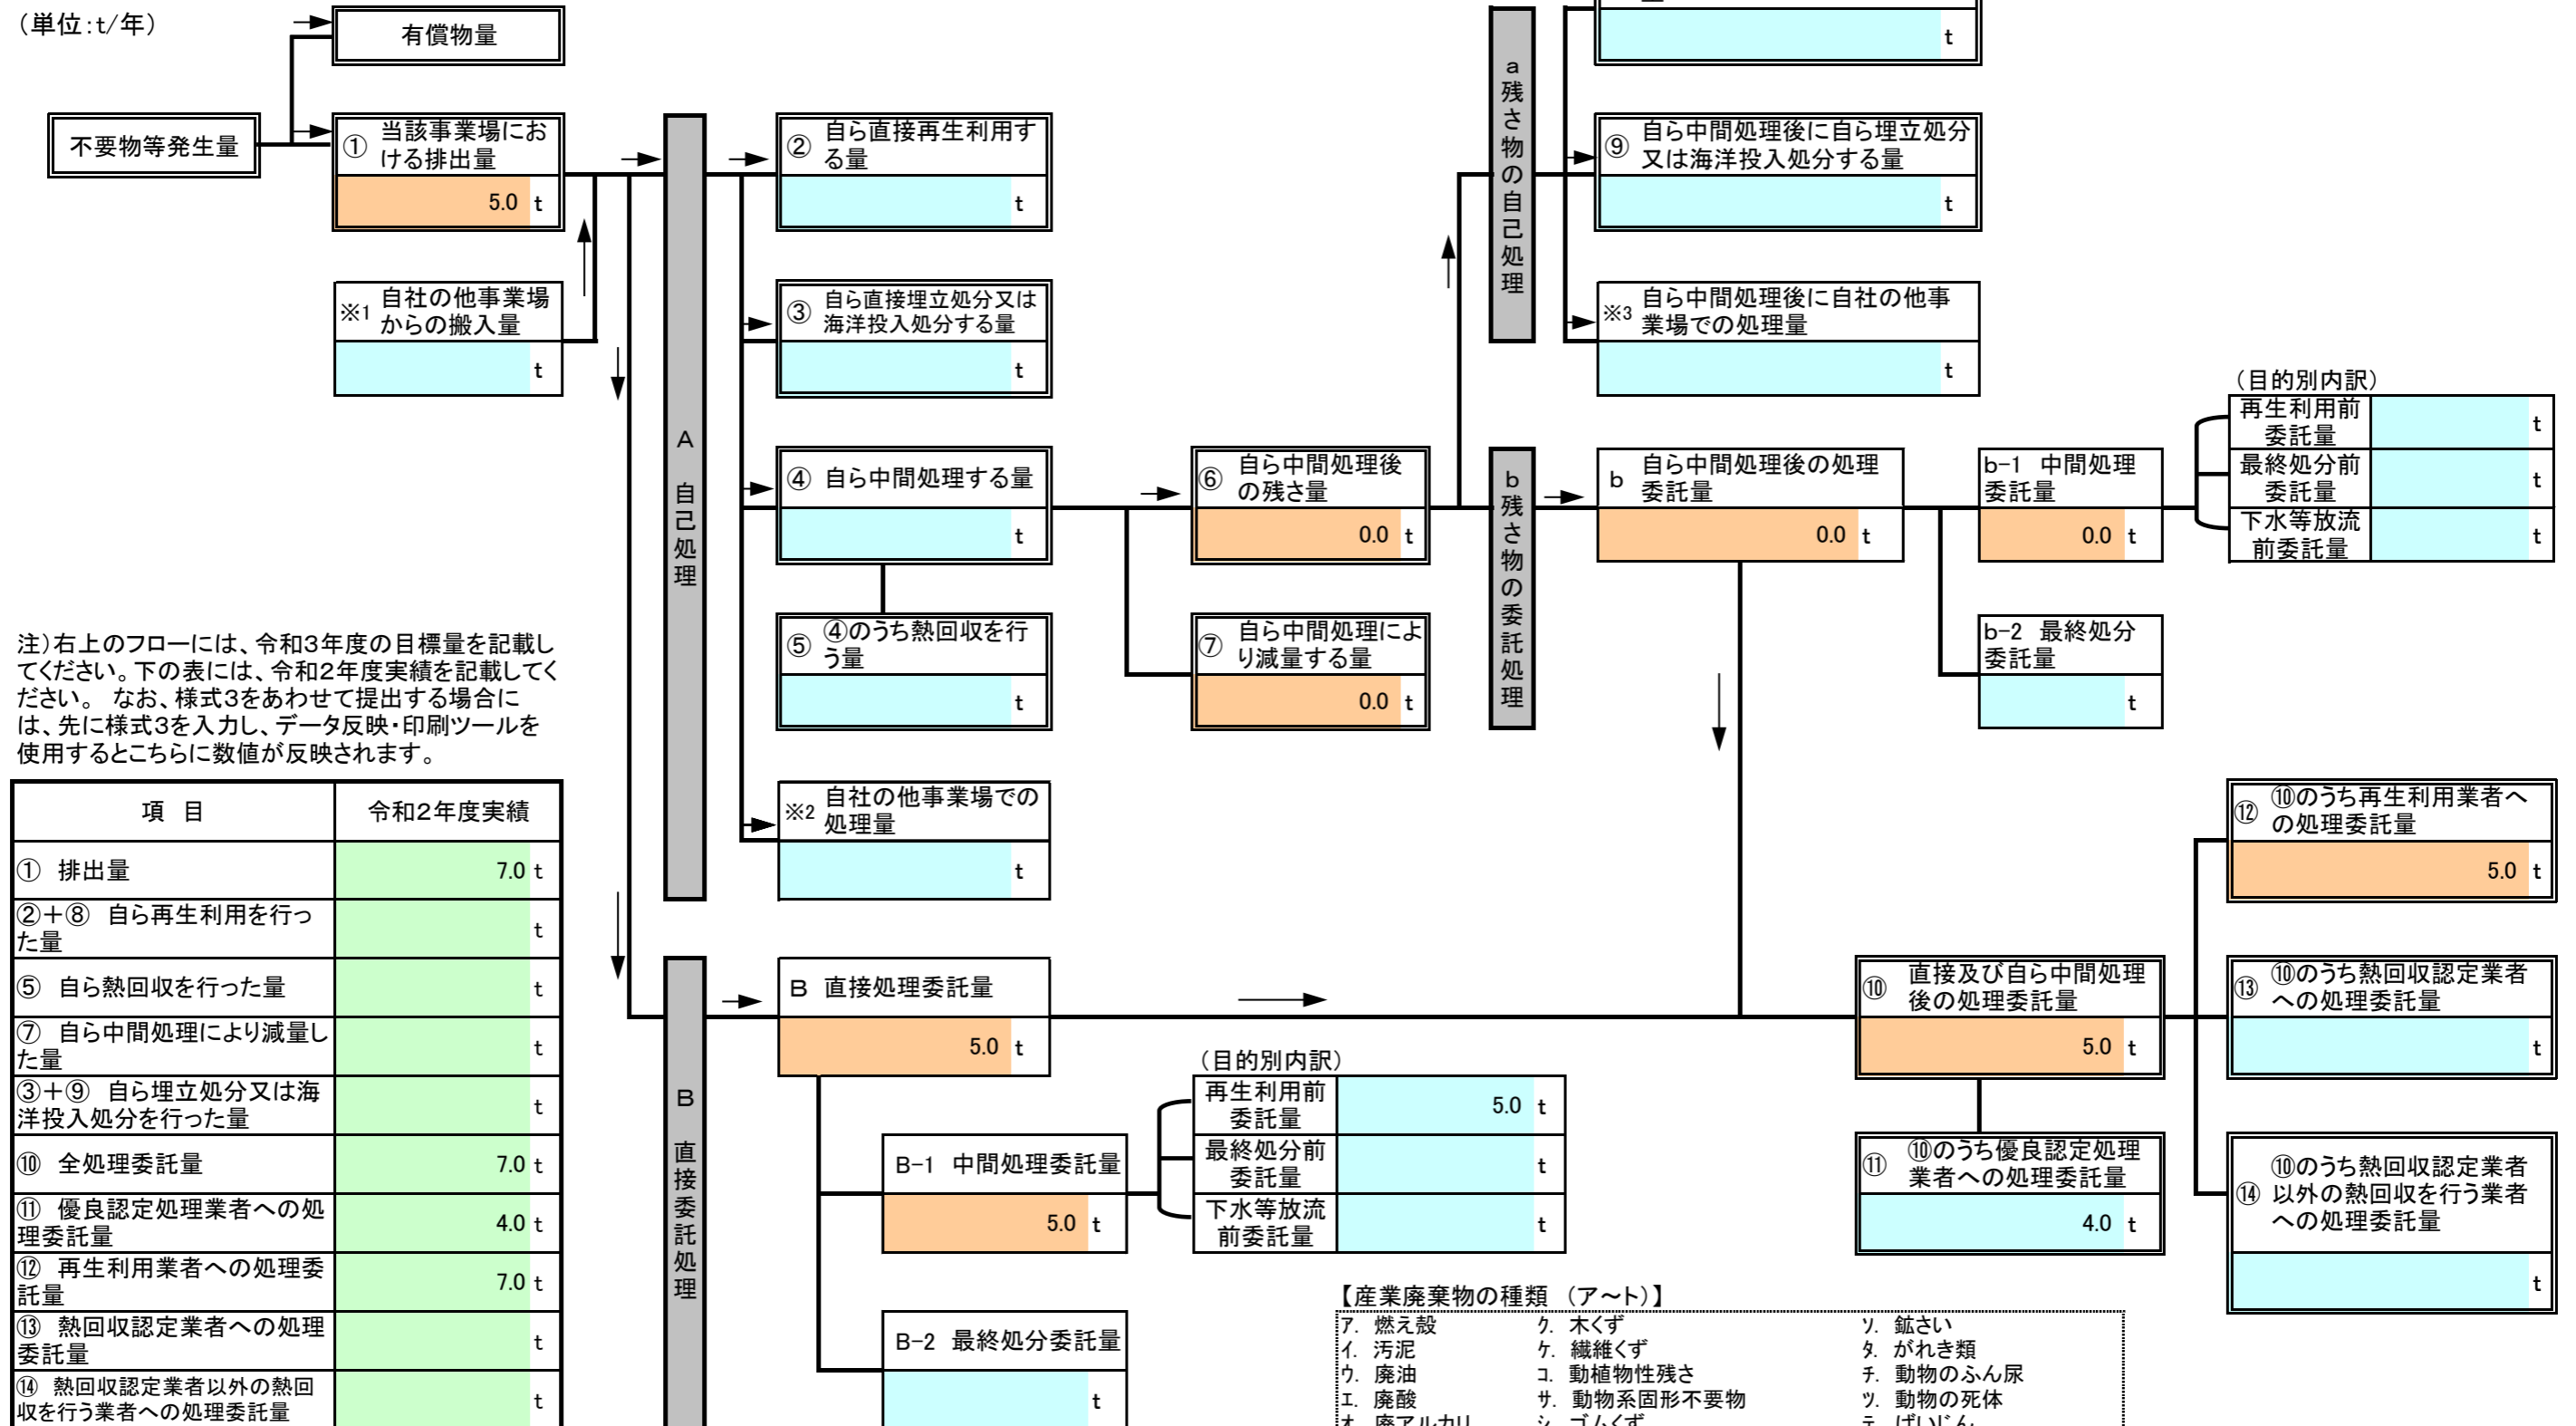 （単位:t/年）
有償物量
不要物等発生量
① 当該事業場にお
ける排出量
5.0 t
※1 自社の他事業場
からの搬入量
t
A 自己処理
② 自ら直接再生利用す
る量
t
③ 自ら直接埋立処分又は
海洋投入処分する量
t
④ 自ら中間処理する量
t
⑤ ④のうち熱回収を行
う量
t
※2 自社の他事業場での
処理量
t
⑥ 自ら中間処理後
の残さ量
0.0 t
⑦ 自ら中間処理によ
り減量する量
0.0 t
a 残さ物の自己処理
t
⑨ 自ら中間処理後に自ら埋立処分
又は海洋投入処分する量
t
※3 自ら中間処理後に自社の他事
業場での処理量
t
b 残さ物の委託処理
b 自ら中間処理後の処理
委託量
0.0 t
b-1 中間処理
委託量
0.0 t
b-2 最終処分
委託量
t
（目的別内訳）
再生利用前
委託量
t
最終処分前
委託量
t
下水等放流
前委託量
t
注）右上のフローには、令和3年度の目標量を記載し
てください。下の表には、令和2年度実績を記載してく
ださい。 なお、様式3をあわせて提出する場合に
は、先に様式3を入力し、データ反映・印刷ツールを
使用するとこちらに数値が反映されます。
項 目 令和2年度実績
① 排出量 7.0 t
②＋⑧ 自ら再生利用を行っ
た量 t
⑤ 自ら熱回収を行った量 t
⑦ 自ら中間処理により減量し
た量 t
③＋⑨ 自ら埋立処分又は海
洋投入処分を行った量 t
⑩ 全処理委託量 7.0 t
⑪ 優良認定処理業者への処
理委託量 4.0 t
⑫ 再生利用業者への処理委
託量 7.0 t
⑬ 熱回収認定業者への処理
委託量 t
⑭ 熱回収認定業者以外の熱回
収を行う業者への処理委託量 t
B 直接委託処理
B 直接処理委託量
5.0 t
B-1 中間処理委託量
5.0 t
B-2 最終処分委託量
t
（目的別内訳）
再生利用前
委託量
5.0 t
最終処分前
委託量
t
下水等放流
前委託量
t
⑩ 直接及び自ら中間処理
後の処理委託量
5.0 t
⑪ ⑩のうち優良認定処理
業者への処理委託量
4.0 t
⑫ ⑩のうち再生利用業者へ
の処理委託量
5.0 t
⑬ ⑩のうち熱回収認定業者
への処理委託量
t
⑭ ⑩のうち熱回収認定業者
以外の熱回収を行う業者
への処理委託量
t
【産業廃棄物の種類 （ア～ト）】
ｱ. 燃え殻 ｸ. 木くず ｿ. 鉱さい
ｲ. 汚泥 ｹ. 繊維くず ﾀ. がれき類
ｳ. 廃油 ｺ. 動植物性残さ ﾁ. 動物のふん尿
ｴ. 廃酸 ｻ. 動物系固形不要物 ﾂ. 動物の死体
ｵ. 廃アルカリ ｼ. ゴムくず ﾃ. ばいじん